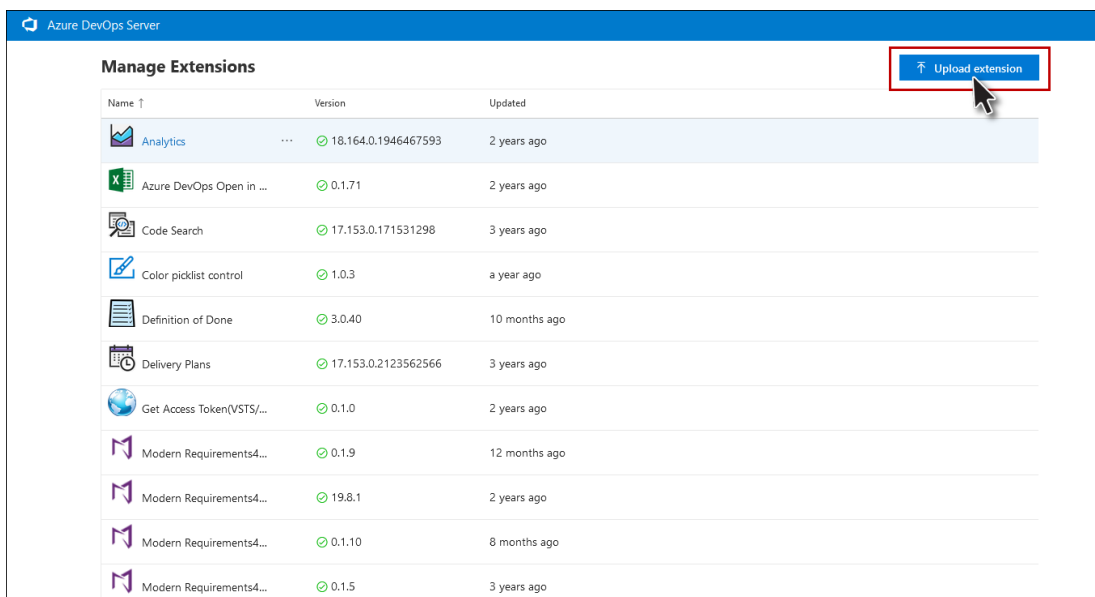 Azure DevOps Server
Manage Extensions
Upload extension
Name ↑ Version Updated
Analytics ... 18.164.0.1946467593 2 years ago
Azure DevOps Open in ... 0.1.71 2 years ago
Code Search 17.153.0.171531298 3 years ago
Color picklist control 1.0.3 a year ago
Definition of Done 3.0.40 10 months ago
Delivery Plans 17.153.0.2123562566 3 years ago
Get Access Token(VSTS/... 0.1.0 2 years ago
Modern Requirements4... 0.1.9 12 months ago
Modern Requirements4... 19.8.1 2 years ago
Modern Requirements4... 0.1.10 8 months ago
Modern Requirements4... 0.1.5 3 years ago